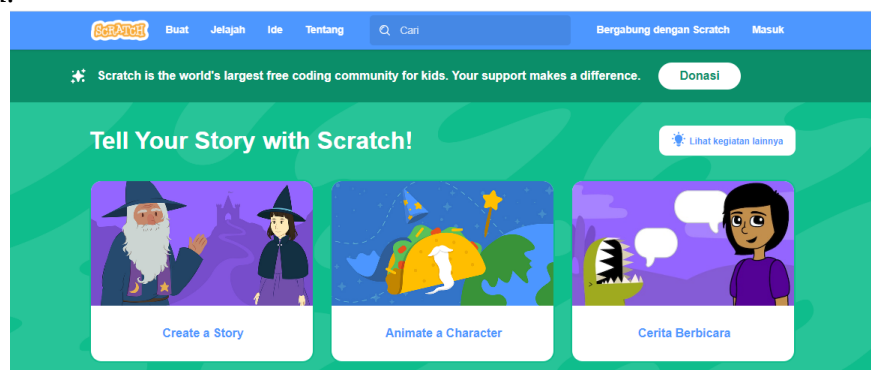 SCRATCH Buat Jelajah Ide Tentang Cari Bergabung dengan Scratch Masuk
Scratch is the world's largest free coding community for kids. Your support makes a difference. Donasi
Tell Your Story with Scratch! Lihat kegiatan lainnya
Create a Story Animate a Character Cerita Berbicara